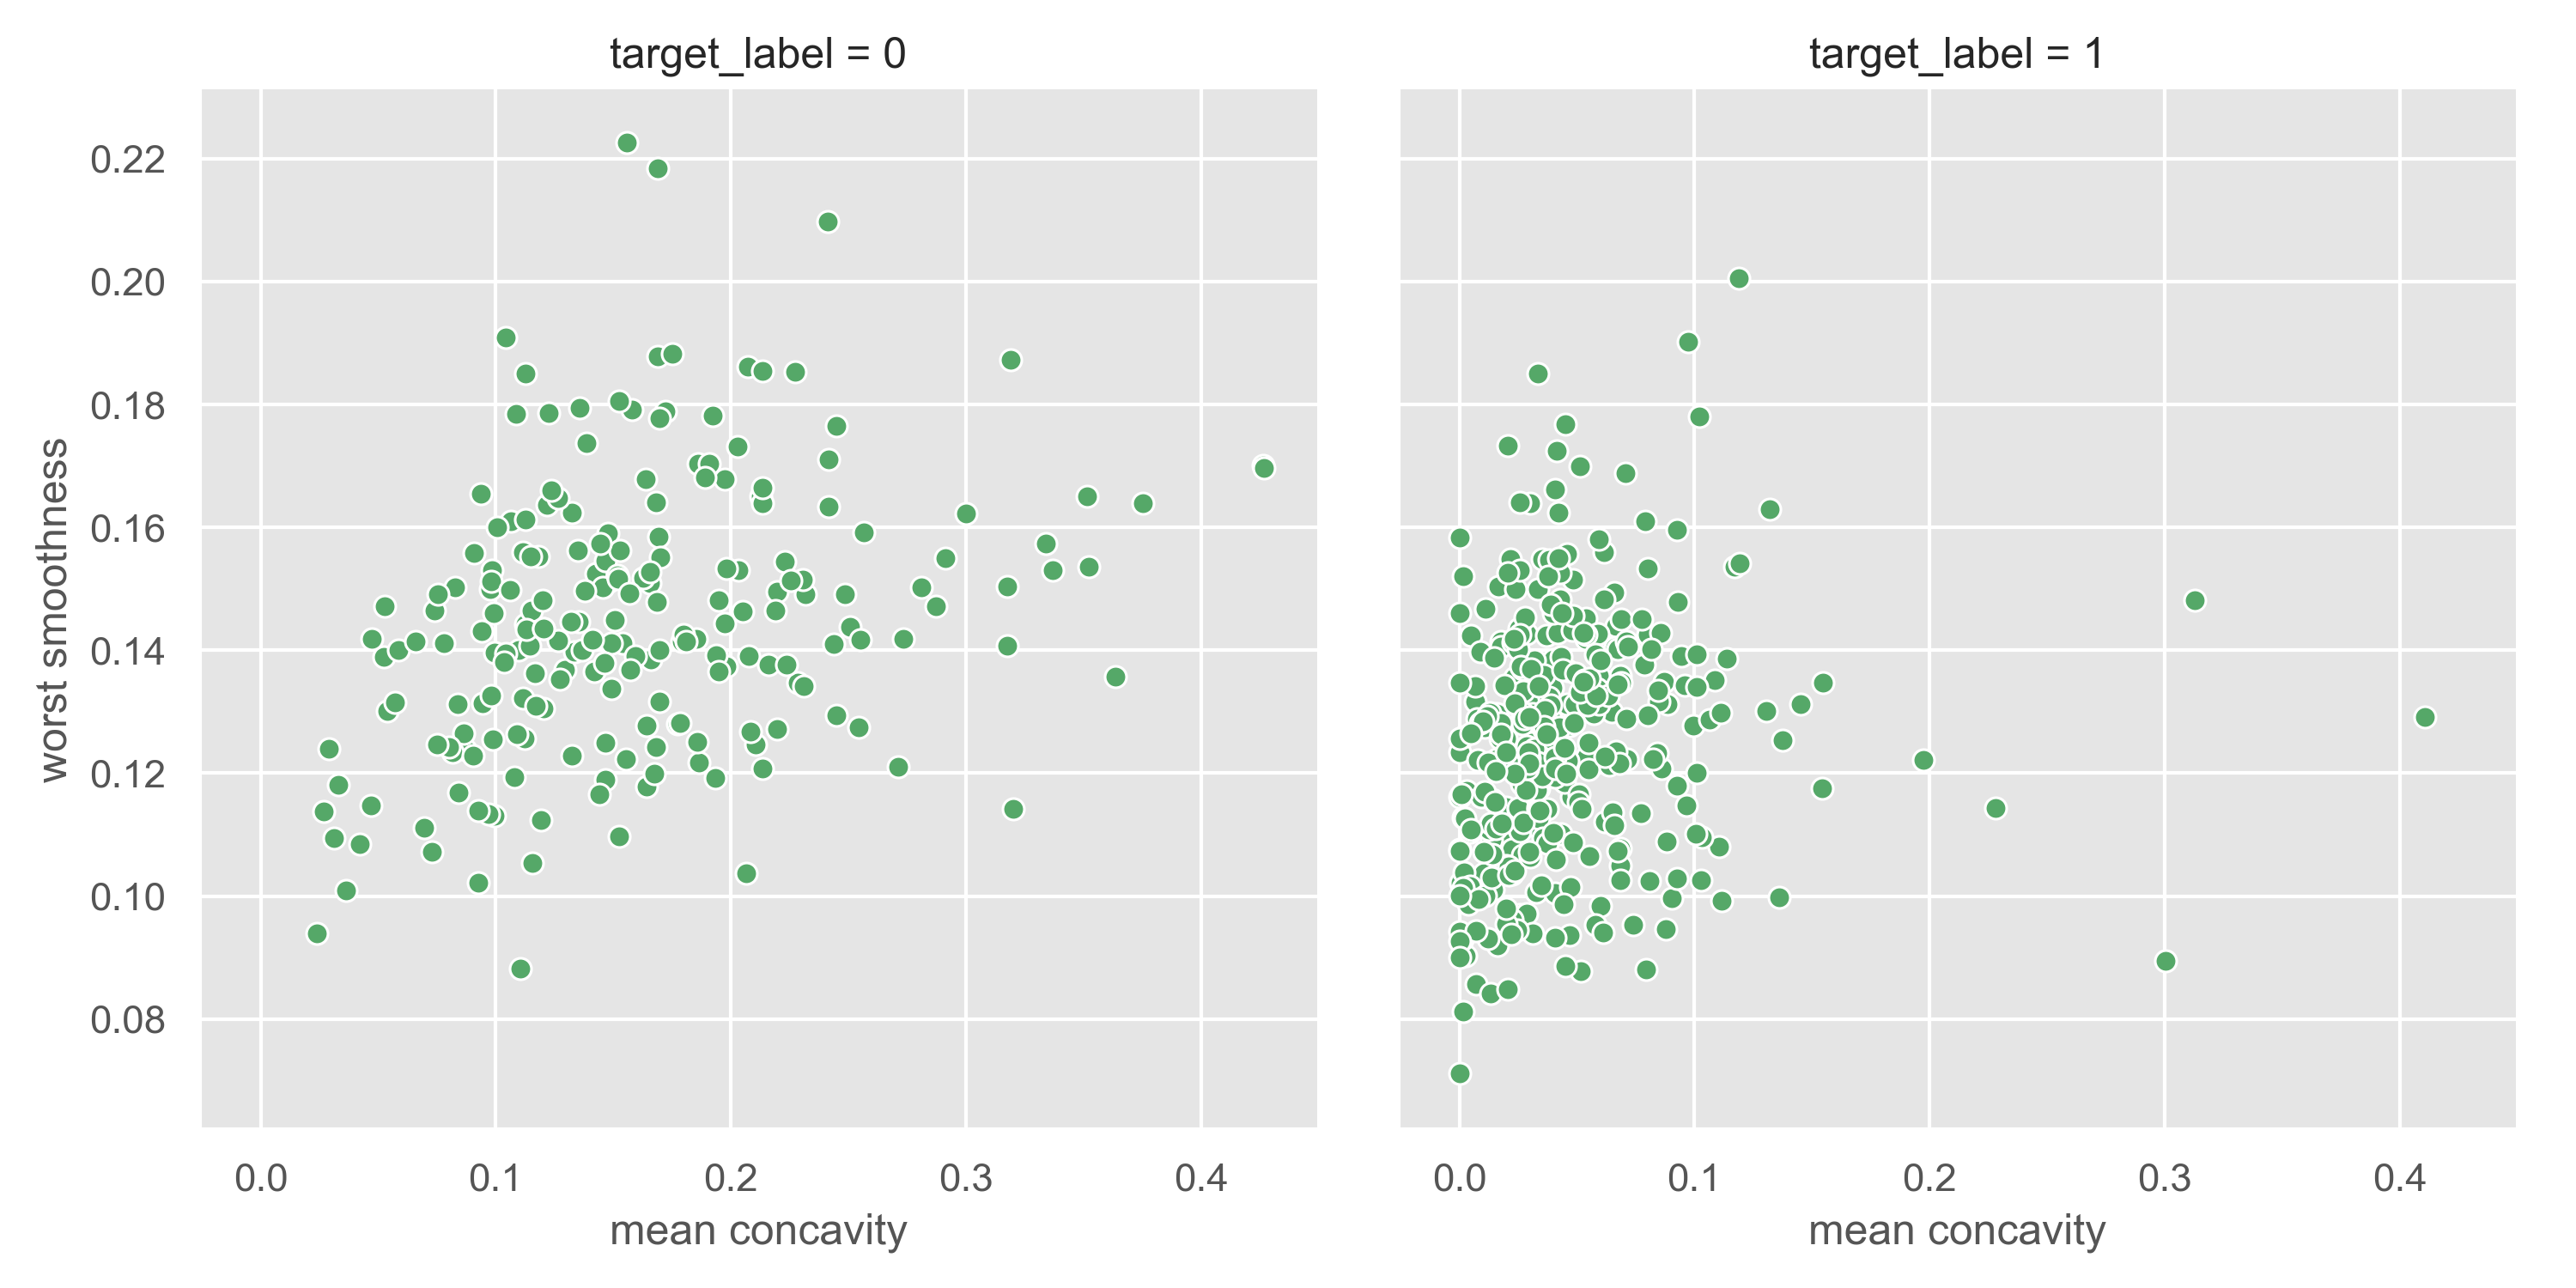 target_label = 0
target_label = 1
worst smoothness
0.22
0.20
0.18
0.16
0.14
0.12
0.10
0.08
0.0 0.1 0.2 0.3 0.4
0.0 0.1 0.2 0.3 0.4
mean concavity
mean concavity